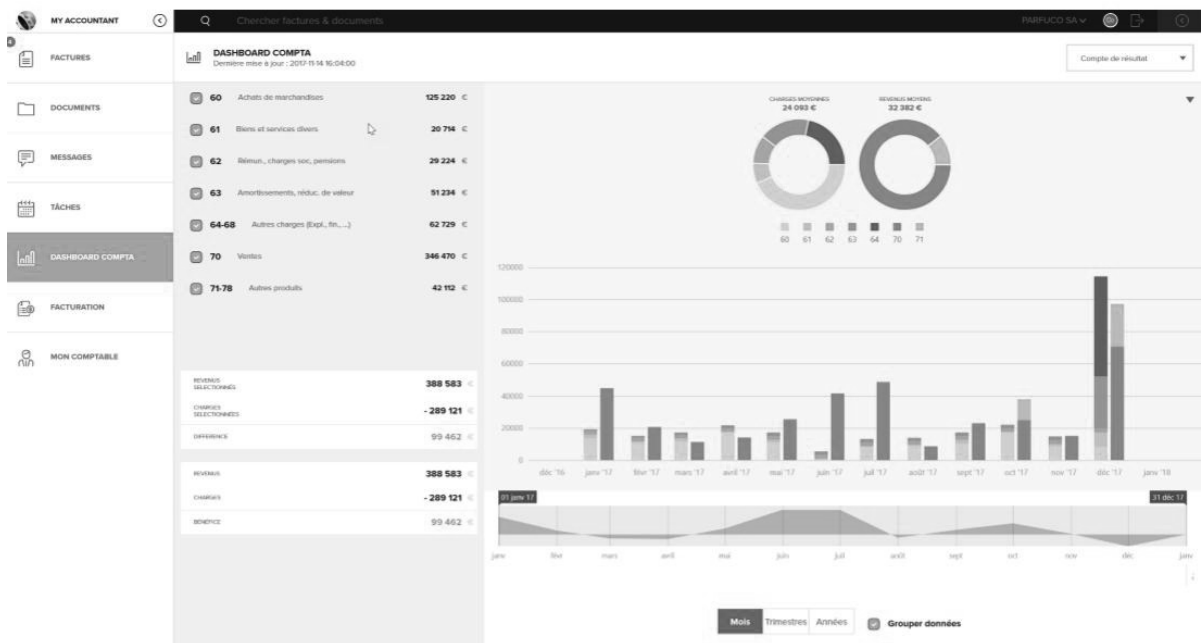 MY ACCOUNTANT
Chercher factures & documents
PARFUCO SA
FACTURES
DOCUMENTS
MESSAGES
TÂCHES
DASHBOARD COMPTA
FACTURATION
MON COMPTABLE
DASHBOARD COMPTA
Dernière mise à jour : 2017-11-14 16:04:00
Compte de résultat
60 Achats de marchandises 125 220 €
61 Biens et services divers 20 714 €
62 Rémun., charges soc, pensions 29 224 €
63 Amortissements, réduc. de valeur 51 234 €
64-68 Autres charges (Expl., fin., ...) 62 729 €
70 Ventes 346 470 €
71-78 Autres produits 42 112 €
REVENUS
SELECTIONNÉS
388 583 €
CHARGES
SELECTIONNÉES
- 289 121 €
DIFFÉRENCE 99 462 €
REVENUS 388 583 €
CHARGES - 289 121 €
BÉNÉFICE 99 462 €
CHARGES MOYENNES
24 093 €
REVENUS MOYENS
32 382 €
60 61 62 63 64 70 71
120000
100000
80000
60000
40000
20000
0
déc '16 janv '17 févr '17 mars '17 avril '17 mai '17 juin '17 juil '17 août '17 sept '17 oct '17 nov '17 déc '17 janv '18
01 janv 17 31 déc 17
janv févr mars avril mai juin juil août sept oct nov déc janv
Mois Trimestres Années Grouper données